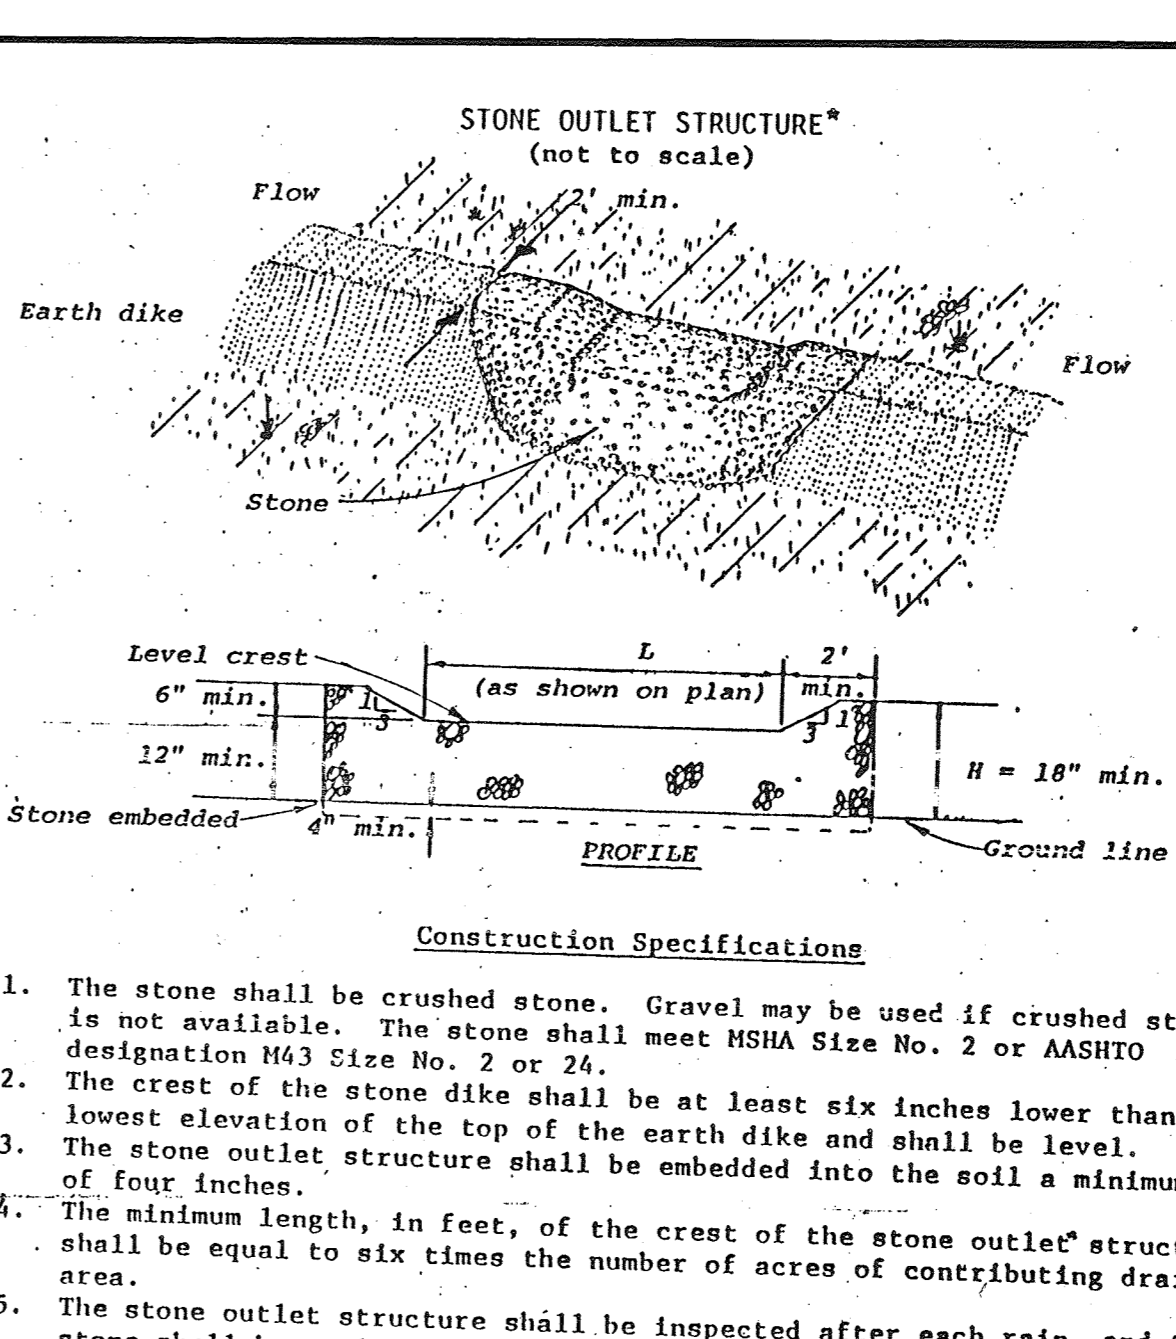 STONE OUTLET STRUCTURE*
(not to scale)
Flow
2' min.
Earth dike
Flow
Stone
Level crest
L
2'
6" min.
(as shown on plan)
min.
1
3
3
1
12" min.
H = 18" min.
Stone embedded
4" min.
PROFILE
Ground line
Construction Specifications
1. The stone shall be crushed stone. Gravel may be used if crushed st
is not available. The stone shall meet MSHA Size No. 2 or AASHTO
designation M43 Size No. 2 or 24.
2. The crest of the stone dike shall be at least six inches lower than
lowest elevation of the top of the earth dike and shall be level.
3. The stone outlet structure shall be embedded into the soil a minimu
of four inches.
4. The minimum length, in feet, of the crest of the stone outlet struc
shall be equal to six times the number of acres of contributing drai
area.
5. The stone outlet structure shall be inspected after each rain, and
stone shall